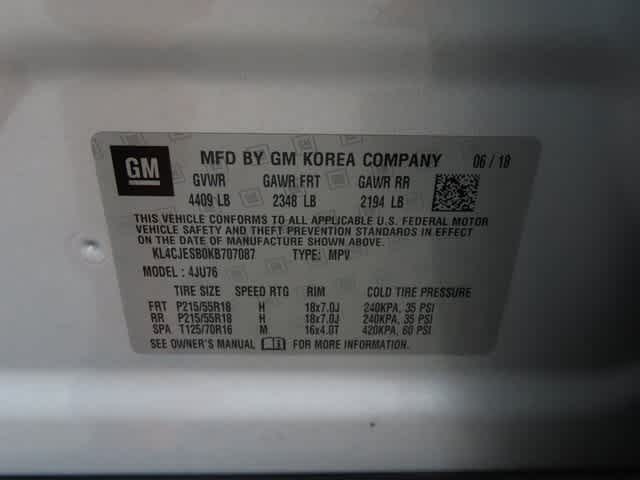 GM MFD BY GM KOREA COMPANY 06/18
GVWR GAWR FRT GAWR RR
4409 LB 2348 LB 2194 LB
THIS VEHICLE CONFORMS TO ALL APPLICABLE U.S. FEDERAL MOTOR
VEHICLE SAFETY AND THEFT PREVENTION STANDARDS IN EFFECT
ON THE DATE OF MANUFACTURE SHOWN ABOVE.
KL4CJESB0KB707087 TYPE: MPV
MODEL : 4JU76
TIRE SIZE SPEED RTG RIM COLD TIRE PRESSURE
FRT P215/55R18 H 18x7.0J 240KPA, 35 PSI
RR P215/55R18 H 18x7.0J 240KPA, 35 PSI
SPA T125/70R16 M 16x4.0T 420KPA, 60 PSI
SEE OWNER'S MANUAL FOR MORE INFORMATION.